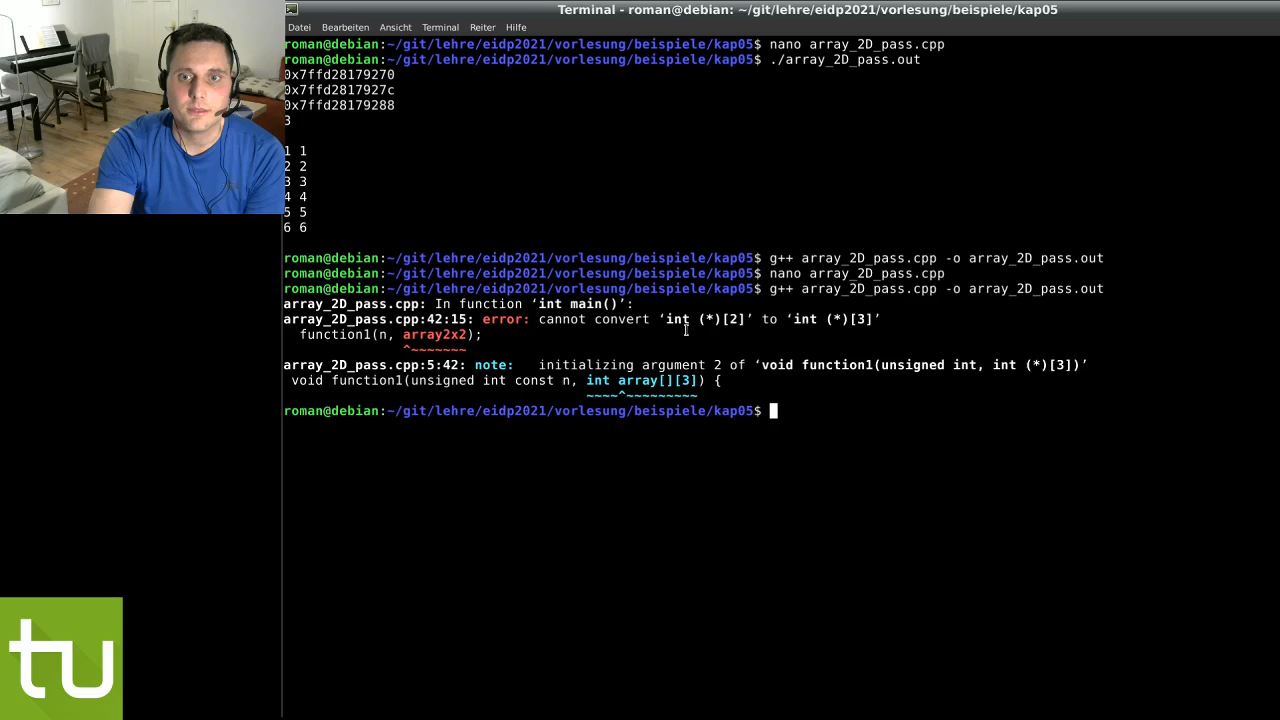 Terminal - roman@debian: ~/git/lehre/eidp2021/vorlesung/beispiele/kap05
Datei Bearbeiten Ansicht Terminal Reiter Hilfe
roman@debian:~/git/lehre/eidp2021/vorlesung/beispiele/kap05$ nano array_2D_pass.cpp
roman@debian:~/git/lehre/eidp2021/vorlesung/beispiele/kap05$ ./array_2D_pass.out
0x7ffd28179270
0x7ffd2817927c
0x7ffd28179288
3
1 1
2 2
3 3
4 4
5 5
6 6
roman@debian:~/git/lehre/eidp2021/vorlesung/beispiele/kap05$ g++ array_2D_pass.cpp -o array_2D_pass.out
roman@debian:~/git/lehre/eidp2021/vorlesung/beispiele/kap05$ nano array_2D_pass.cpp
roman@debian:~/git/lehre/eidp2021/vorlesung/beispiele/kap05$ g++ array_2D_pass.cpp -o array_2D_pass.out
array_2D_pass.cpp: In function ‘int main()’:
array_2D_pass.cpp:42:15: error: cannot convert ‘int (*)[2]’ to ‘int (*)[3]’
function1(n, array2x2);
^~~~~~~~
array_2D_pass.cpp:5:42: note:   initializing argument 2 of ‘void function1(unsigned int, int (*)[3])’
void function1(unsigned int const n, int array[][3]) {
~~~~^~~~~~~~~~
roman@debian:~/git/lehre/eidp2021/vorlesung/beispiele/kap05$
tu